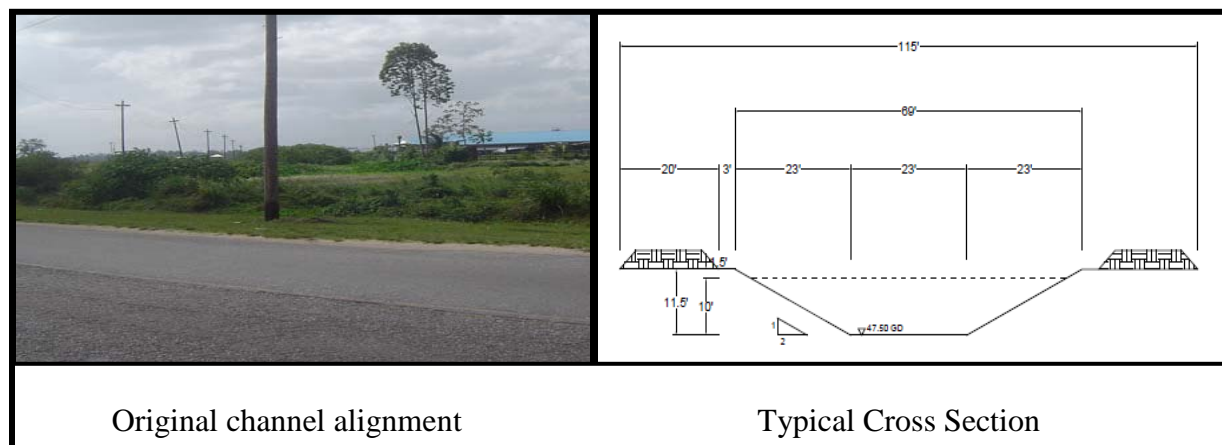 115'
69'
20' 3' 23' 23' 23'
1.5'
11.5' 10'
1
2
47.50 GD
Original channel alignment
Typical Cross Section